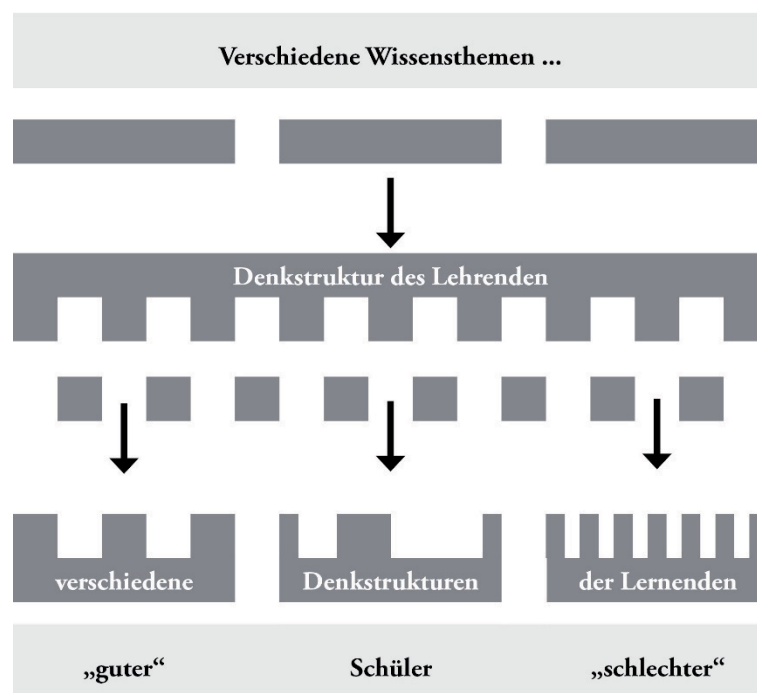 Verschiedene Wissensthemen ...
Denkstruktur des Lehrenden
verschiedene Denkstrukturen der Lernenden
„guter“ Schüler „schlechter“